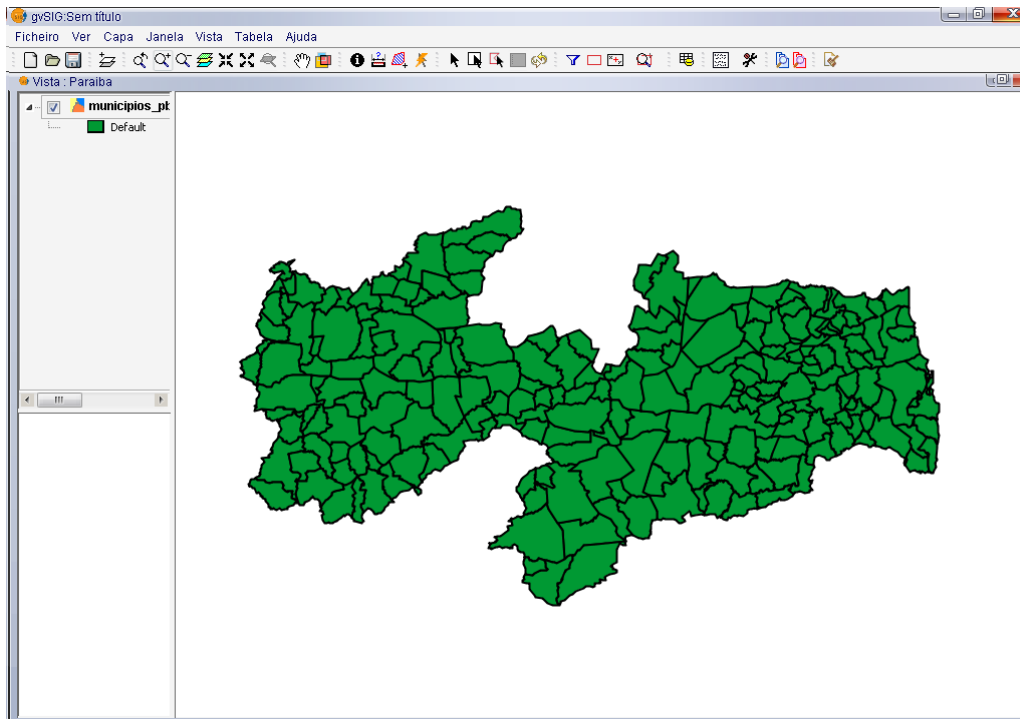 gvSIG:Sem título
Ficheiro Ver Capa Janela Vista Tabela Ajuda
Vista : Paraiba
municipios_pb
Default